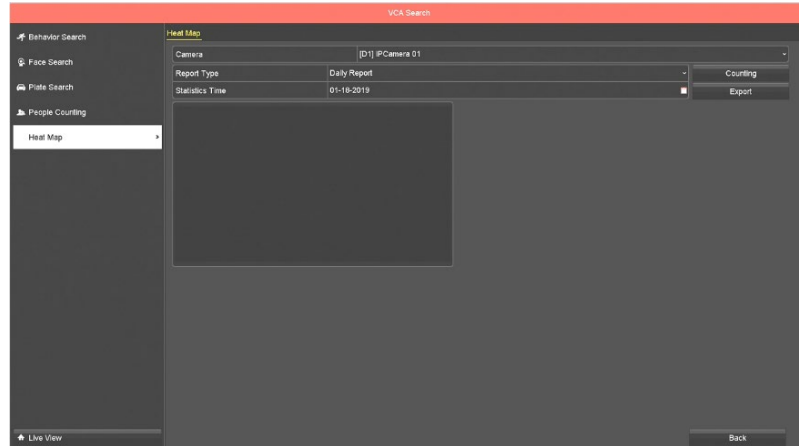 VCA Search
Behavior Search
Face Search
Plate Search
People Counting
Heat Map
Heat Map
Camera [D1] IPCamera 01
Report Type Daily Report
Counting
Statistics Time 01-18-2019
Export
Live View
Back